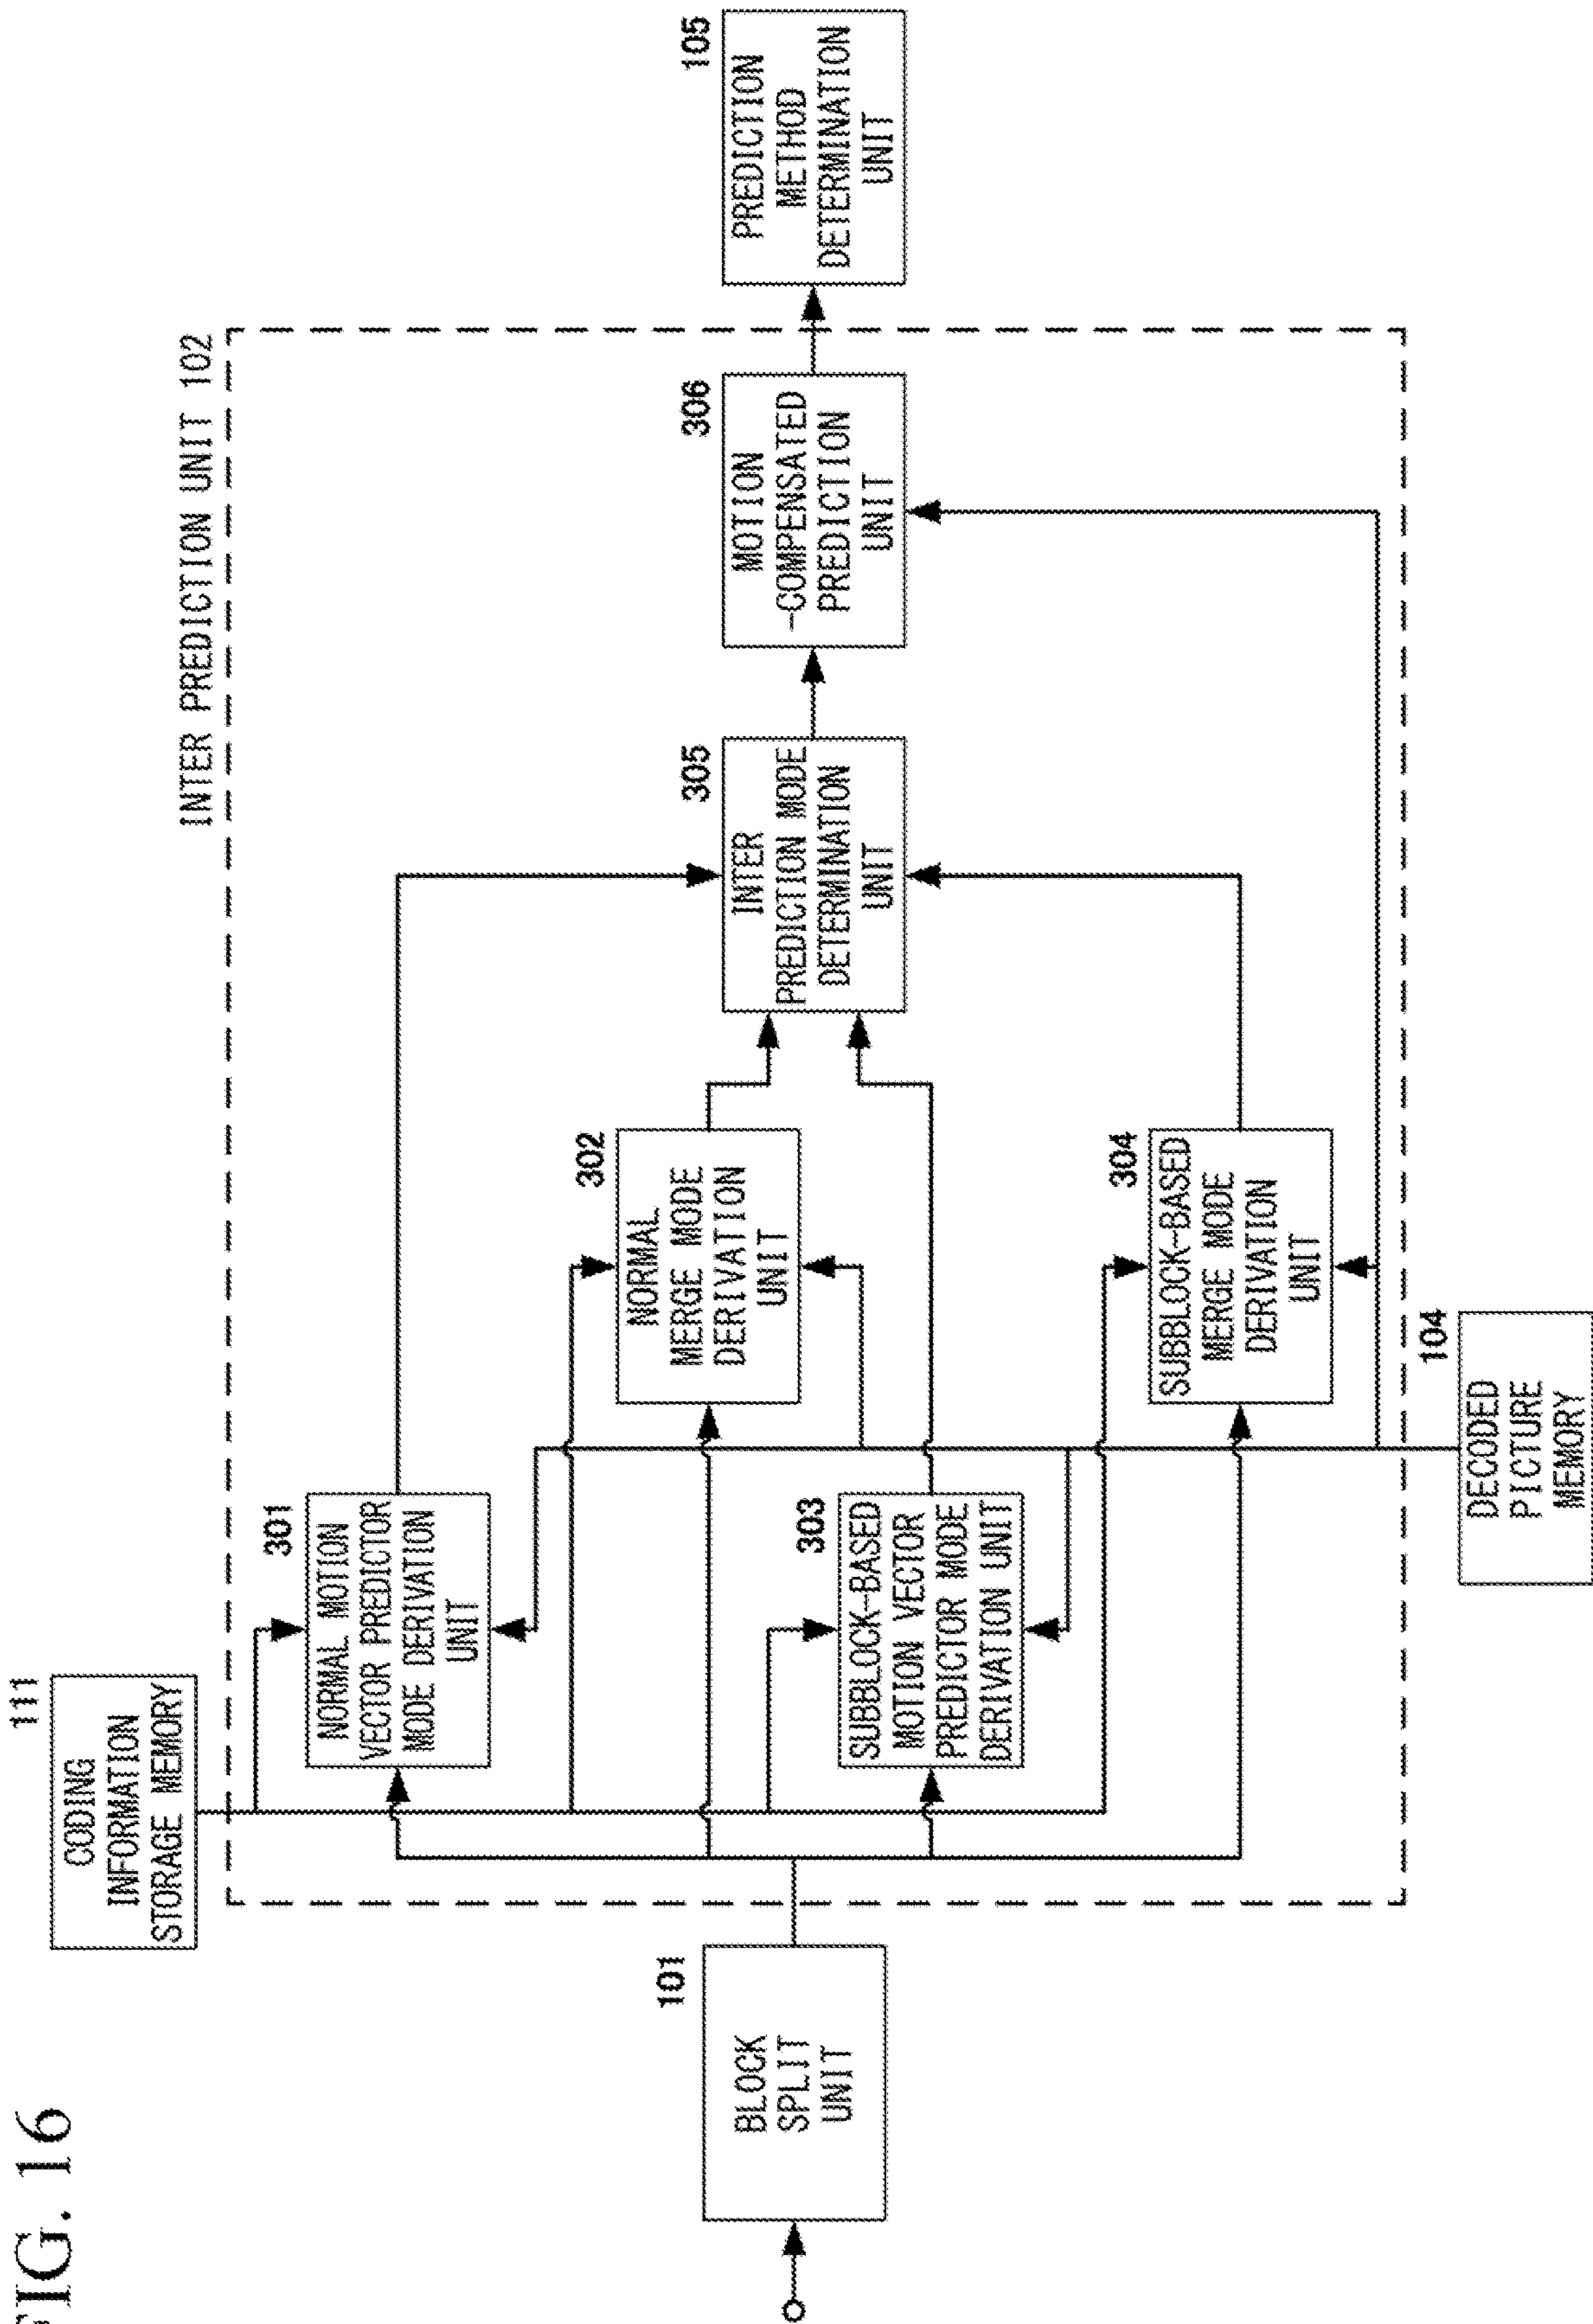 FIG. 16
INTER PREDICTION UNIT 102
111
CODING
INFORMATION
STORAGE MEMORY
101
BLOCK
SPLIT
UNIT
301
NORMAL MOTION
VECTOR PREDICTOR
MODE DERIVATION
UNIT
302
NORMAL
MERGE MODE
DERIVATION
UNIT
303
SUBBLOCK-BASED
MOTION VECTOR
PREDICTOR MODE
DERIVATION UNIT
304
SUBBLOCK-BASED
MERGE MODE
DERIVATION
UNIT
305
INTER
PREDICTION MODE
DETERMINATION
UNIT
306
MOTION
-COMPENSATED
PREDICTION
UNIT
105
PREDICTION
METHOD
DETERMINATION
UNIT
104
DECODED
PICTURE
MEMORY